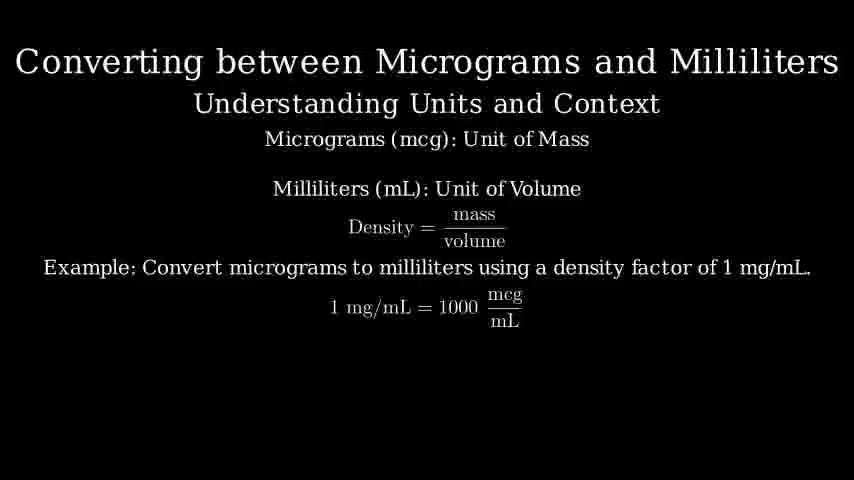 Converting between Micrograms and Milliliters
Understanding Units and Context
Micrograms (mcg): Unit of Mass
Milliliters (mL): Unit of Volume
Density = mass / volume
Example: Convert micrograms to milliliters using a density factor of 1 mg/mL.
1 mg/mL = 1000 mcg / mL